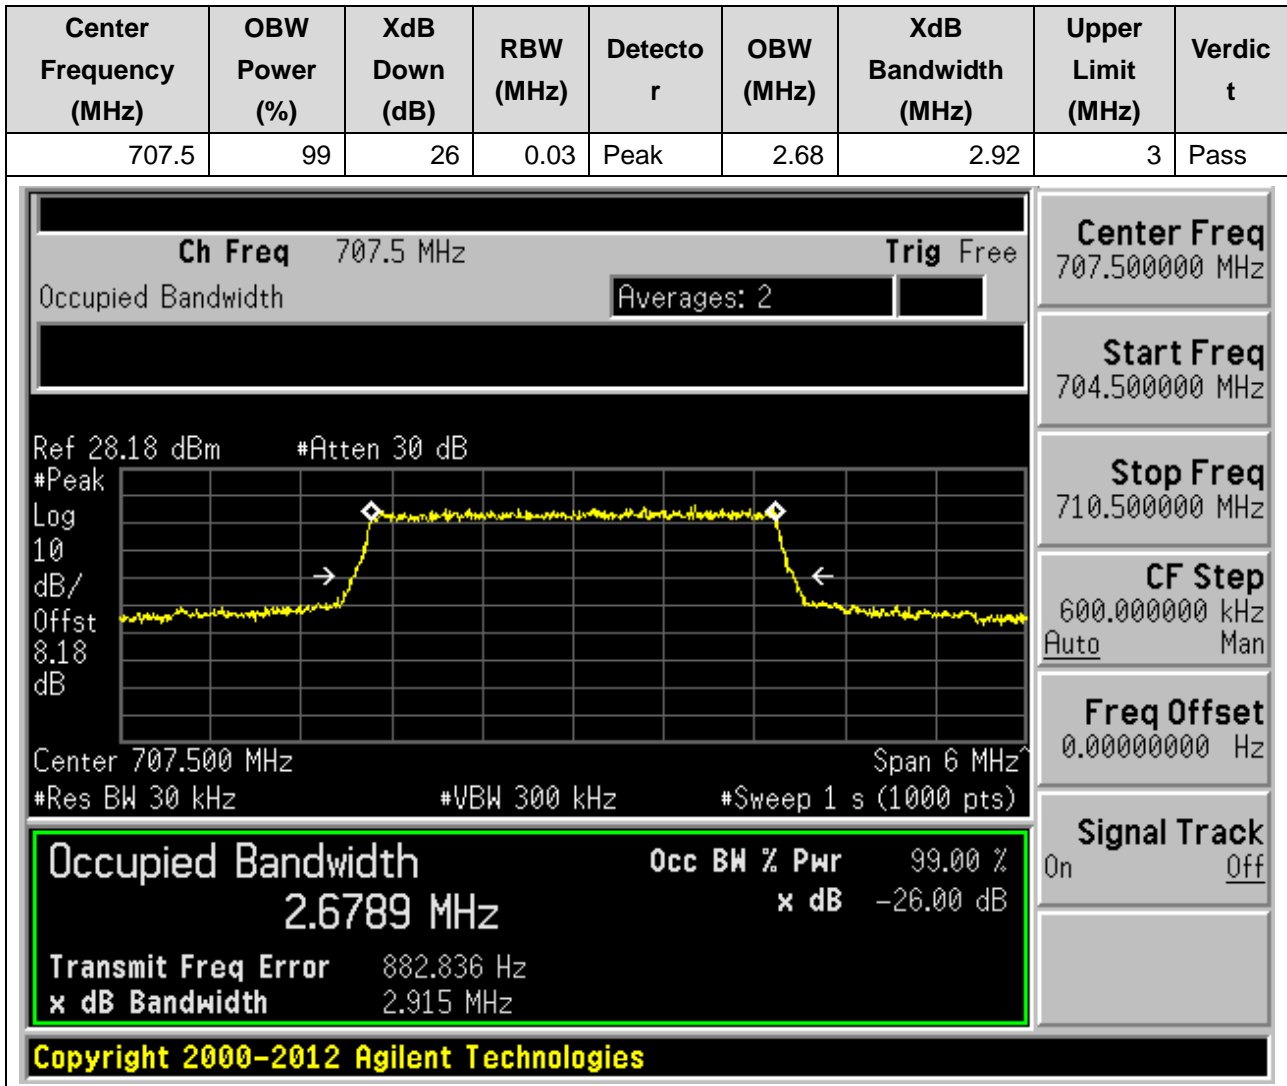 Center Frequency (MHz) OBW Power (%) XdB Down (dB) RBW (MHz) Detecto r OBW (MHz) XdB Bandwidth (MHz) Upper Limit (MHz) Verdic t
707.5 99 26 0.03 Peak 2.68 2.92 3 Pass
Ch Freq 707.5 MHz Trig Free
Occupied Bandwidth Averages: 2
Ref 28.18 dBm #Atten 30 dB
#Peak
Log
10
dB/
Offst
8.18
dB
Center 707.500 MHz Span 6 MHz^
#Res BW 30 kHz #VBW 300 kHz #Sweep 1 s (1000 pts)
Occupied Bandwidth Occ BW % Pwr 99.00 %
2.6789 MHz x dB -26.00 dB
Transmit Freq Error 882.836 Hz
x dB Bandwidth 2.915 MHz
Copyright 2000-2012 Agilent Technologies
Center Freq
707.500000 MHz
Start Freq
704.500000 MHz
Stop Freq
710.500000 MHz
CF Step
600.000000 kHz
Auto Man
Freq Offset
0.00000000 Hz
Signal Track
On Off